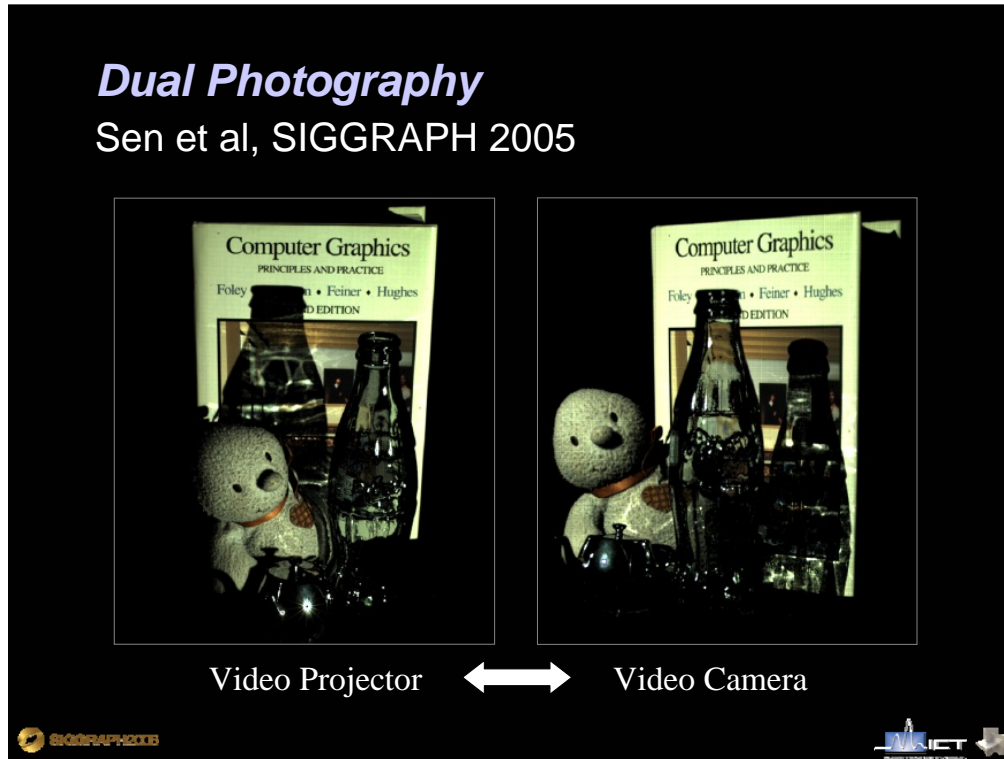 Dual Photography
Sen et al, SIGGRAPH 2005
Computer Graphics
PRINCIPLES AND PRACTICE
Foley n • Feiner • Hughes
D EDITION
Computer Graphics
PRINCIPLES AND PRACTICE
Foley n • Feiner • Hughes
D EDITION
Video Projector
Video Camera
ICT